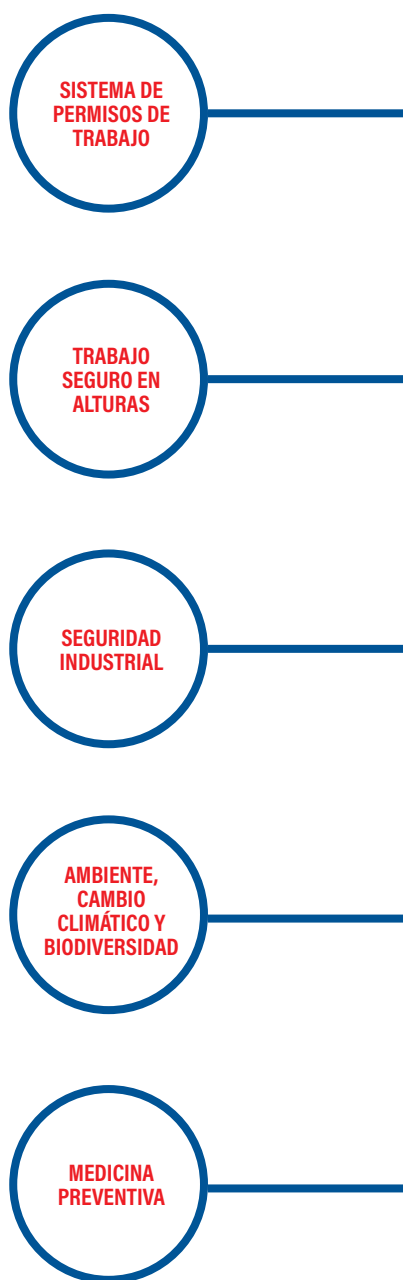 SISTEMA DE
PERMISOS DE
TRABAJO
TRABAJO
SEGURO EN
ALTURAS
SEGURIDAD
INDUSTRIAL
AMBIENTE,
CAMBIO
CLIMÁTICO Y
BIODIVERSIDAD
MEDICINA
PREVENTIVA